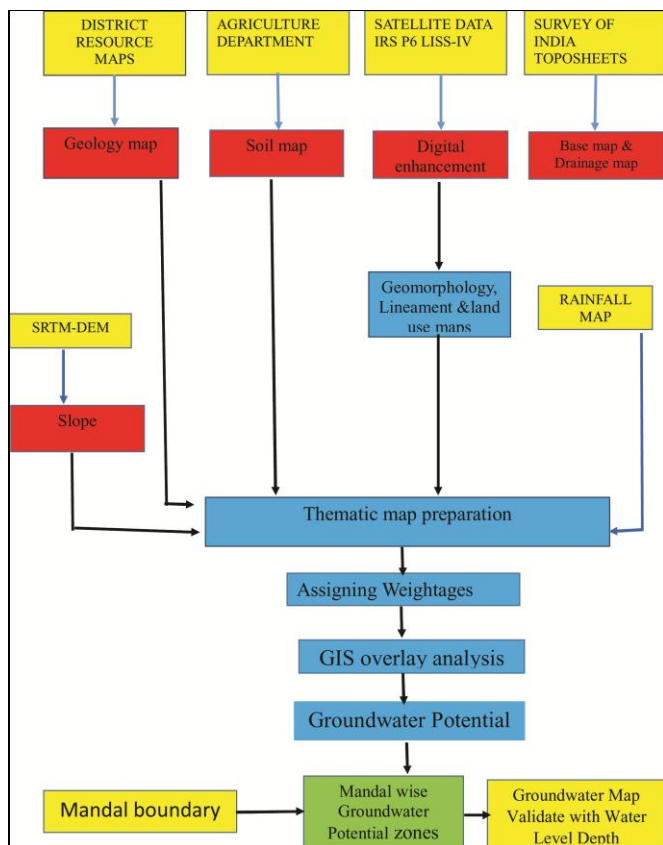 DISTRICT
RESOURCE
MAPS
AGRICULTURE
DEPARTMENT
SATELLITE DATA
IRS P6 LISS-IV
SURVEY OF
INDIA
TOPOSHEETS
Geology map
Soil map
Digital
enhancement
Base map &
Drainage map
Geomorphology,
Lineament &land
use maps
RAINFALL
MAP
SRTM-DEM
Slope
Thematic map preparation
Assigning Weightages
GIS overlay analysis
Groundwater Potential
Mandal boundary
Mandal wise
Groundwater
Potential zones
Groundwater Map
Validate with Water
Level Depth